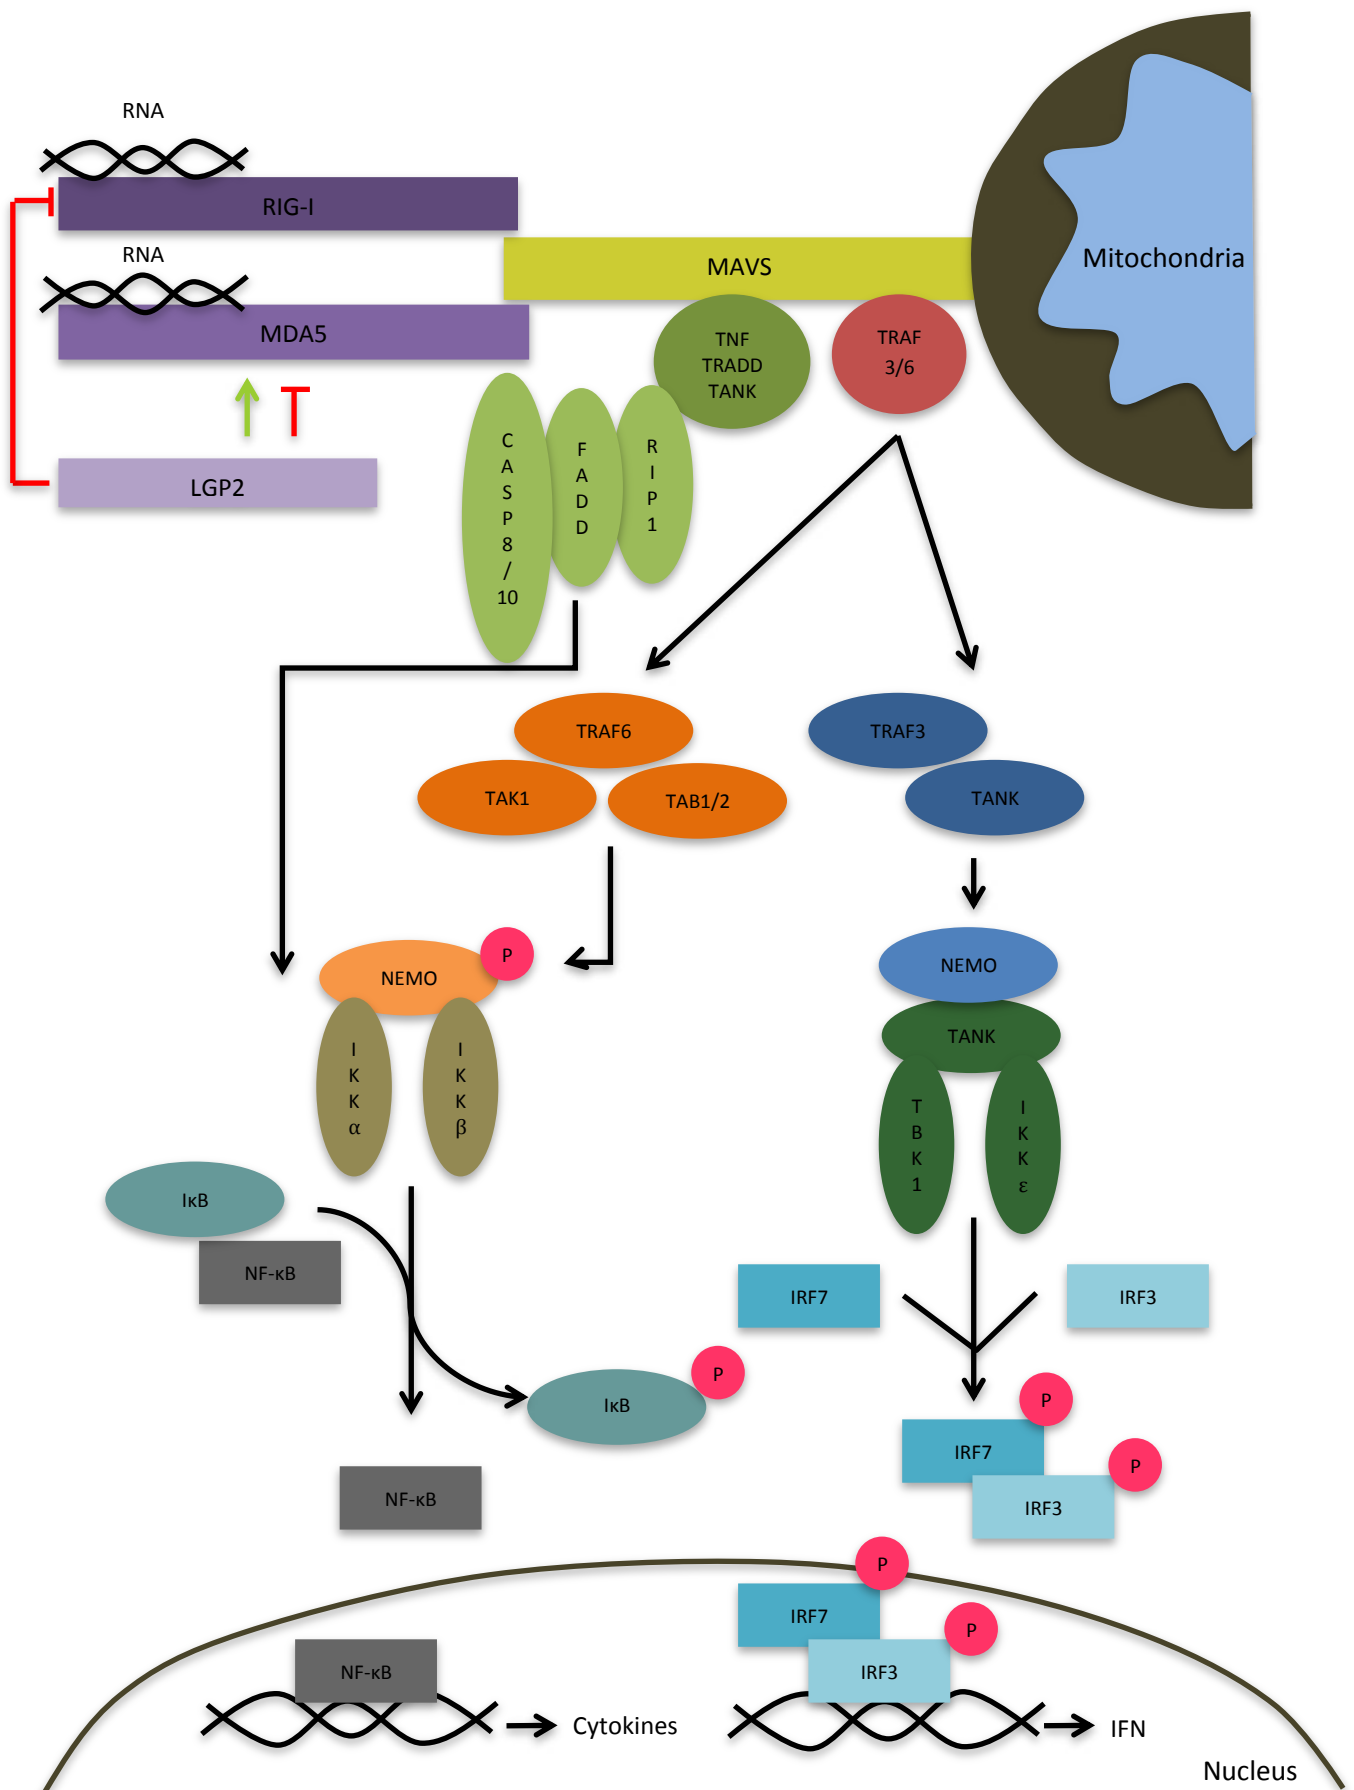 RNA
RIG-I
RNA
MAVS
Mitochondria
MDA5
TNF
TRADD
TANK
TRAF
3/6
LGP2
C
A
S
P
8
/
10
F
A
D
D
R
I
P
1
TRAF6
TAK1
TAB1/2
TRAF3
TANK
NEMO
P
I
K
K
α
I
K
K
β
NEMO
TANK
T
B
K
1
I
K
K
ε
IκB
NF-κB
IRF7
IRF3
IκB
P
NF-κB
P
IRF7
P
IRF3
P
IRF7
P
IRF3
NF-κB
Cytokines
IFN
Nucleus